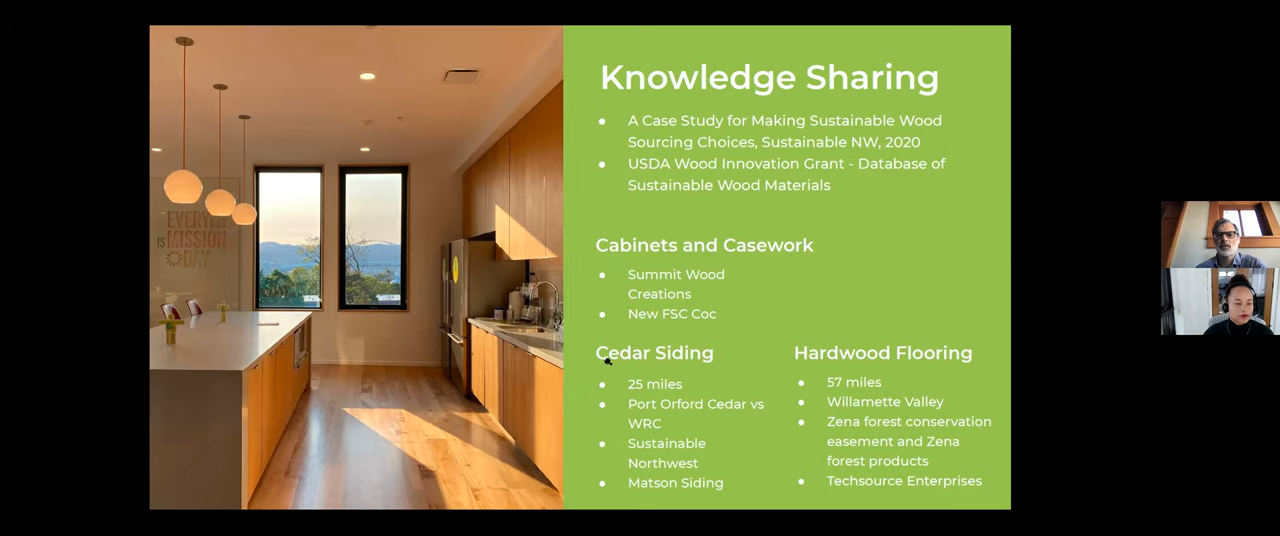 Knowledge Sharing
● A Case Study for Making Sustainable Wood
Sourcing Choices, Sustainable NW, 2020
● USDA Wood Innovation Grant - Database of
Sustainable Wood Materials
Cabinets and Casework
● Summit Wood
Creations
● New FSC Coc
Cedar Siding
● 25 miles
● Port Orford Cedar vs
WRC
● Sustainable
Northwest
● Matson Siding
Hardwood Flooring
● 57 miles
● Willamette Valley
● Zena forest conservation
easement and Zena
forest products
● Techsource Enterprises
EVERY
IS MISSION
DAY